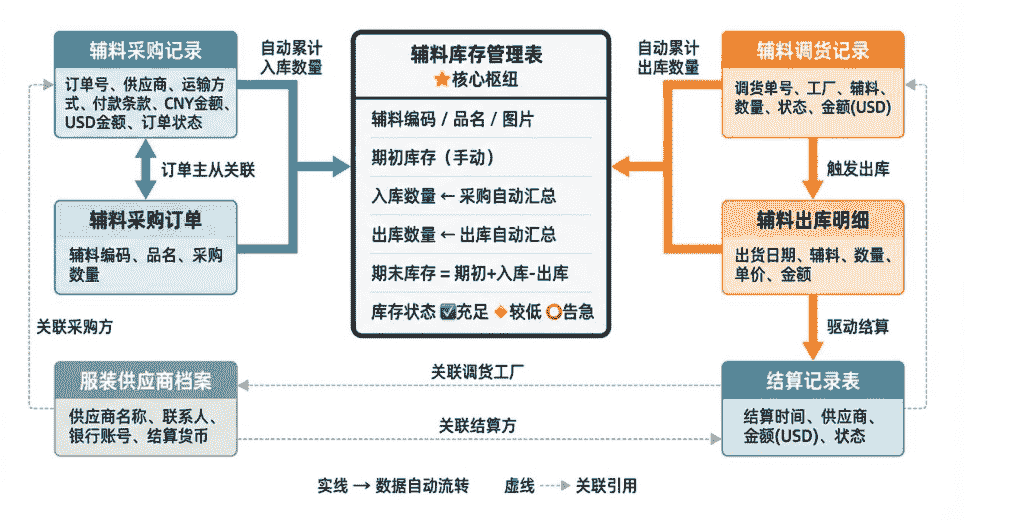 辅料采购记录
订单号、供应商、运输方
式、付款条款、CNY金额、
USD金额、订单状态
订单主从关联
辅料采购订单
辅料编码、品名、采购
数量
自动累计
入库数量
辅料库存管理表
核心枢纽
辅料编码 / 品名 / 图片
期初库存（手动）
入库数量 ← 采购自动汇总
出库数量 ← 出库自动汇总
期末库存 = 期初+入库-出库
库存状态 充足 较低 告急
自动累计
出库数量
辅料调货记录
调货单号、工厂、辅料、
数量、状态、金额(USD)
触发出库
辅料出库明细
出货日期、辅料、数量、
单价、金额
驱动结算
关联采购方
服装供应商档案
供应商名称、联系人、
银行账号、结算货币
关联调货工厂
关联结算方
结算记录表
结算时间、供应商、
金额(USD)、状态
实线 → 数据自动流转 虚线 → 关联引用